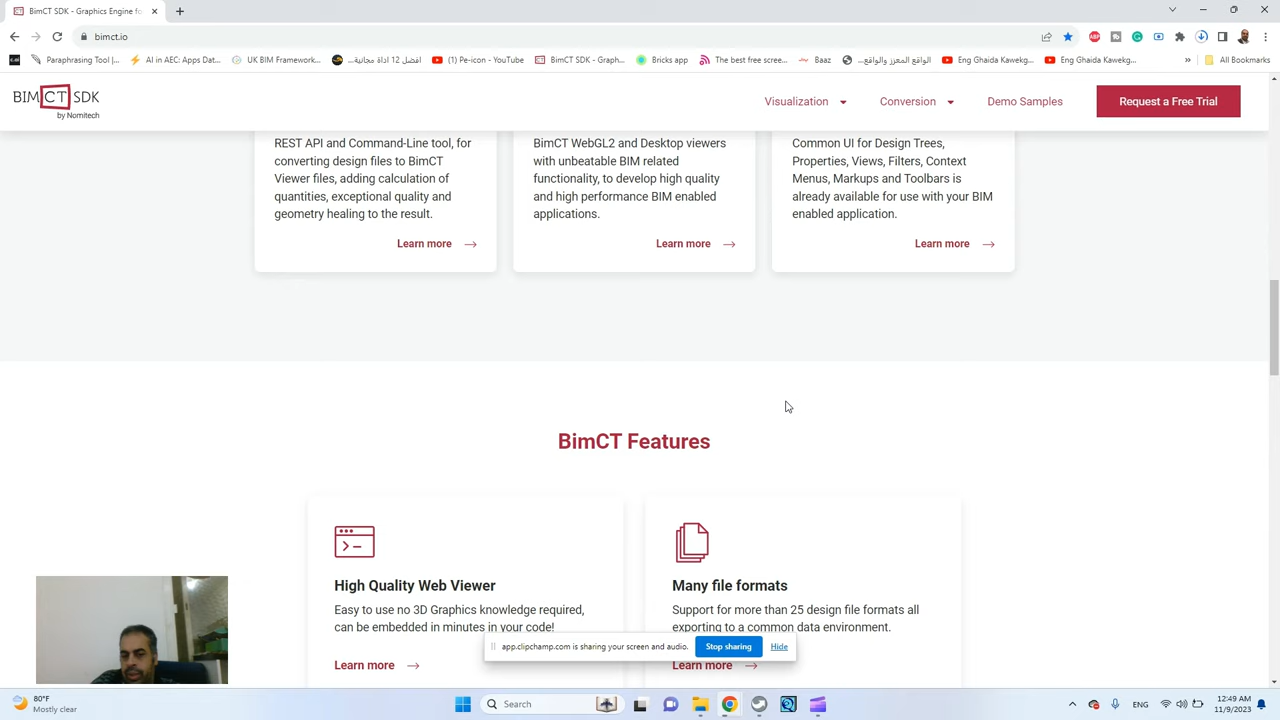 BimCT SDK - Graphics Engine fo
bimct.io
Paraphrasing Tool |...
AI in AEC: Apps Dat...
UK BIM Framework...
افضل 12 اداة مجانية...
(1) Pe-icon - YouTube
BimCT SDK - Graph...
Bricks app
The best free scree...
Baaz
الواقع المعزز والواقع...
Eng Ghaida Kawekg...
Eng Ghaida Kawekg...
»
All Bookmarks
BIMCT SDK
by Nomitech
Visualization
Conversion
Demo Samples
Request a Free Trial
REST API and Command-Line tool, for
converting design files to BimCT
Viewer files, adding calculation of
quantities, exceptional quality and
geometry healing to the result.
Learn more
BimCT WebGL2 and Desktop viewers
with unbeatable BIM related
functionality, to develop high quality
and high performance BIM enabled
applications.
Learn more
Common UI for Design Trees,
Properties, Views, Filters, Context
Menus, Markups and Toolbars is
already available for use with your BIM
enabled application.
Learn more
BimCT Features
High Quality Web Viewer
Easy to use no 3D Graphics knowledge required,
can be embedded in minutes in your code!
Learn more
Many file formats
Support for more than 25 design file formats all
exporting to a common data environment.
Learn more
app.clipchamp.com is sharing your screen and audio.
Stop sharing
Hide
80°F
Mostly clear
Search
ENG
12:49 AM
11/9/2023